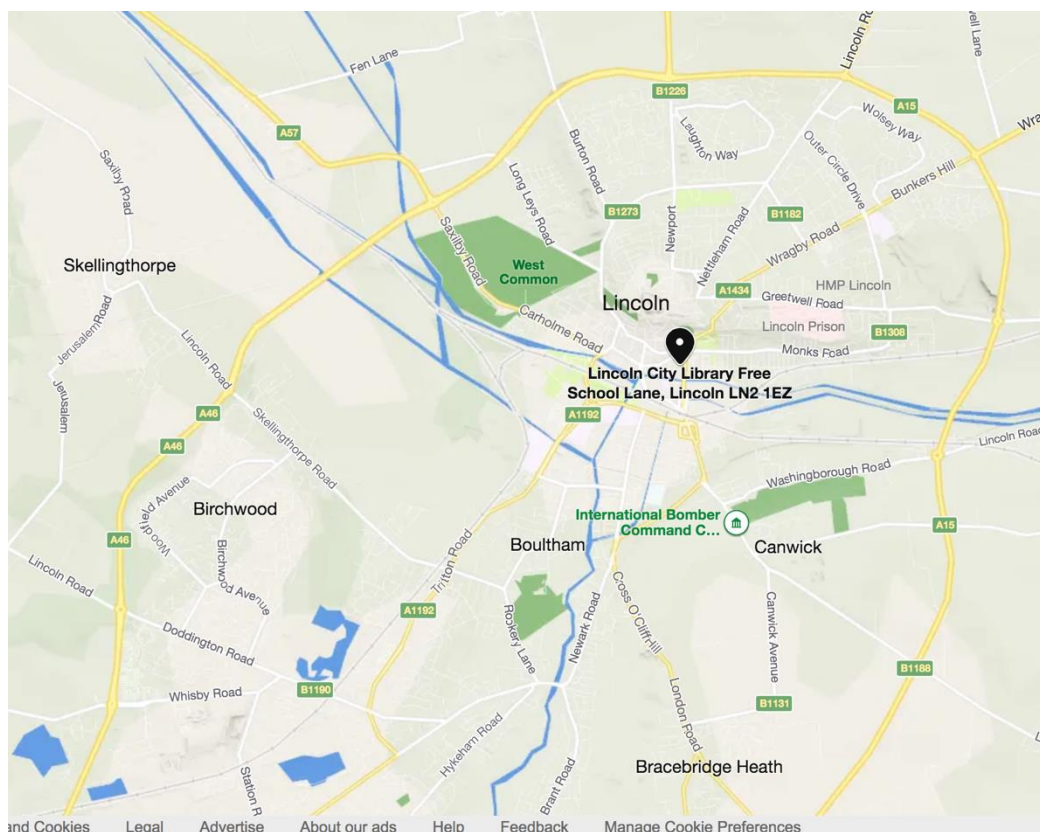 Fen Lane
Lincoln Ro
well Lane
B1226
A15
A57
Wolsey Way
Wra
Laughton Way
Burton Road
Outer Circle Drive
Saxilby Road
Long Leys Road
Bunkers Hill
B1273
B1182
Newport
Nettleham Road
Saxilby Road
Wragby Road
Skellingthorpe
West
Common
HMP Lincoln
A1434
Greetwell Road
Lincoln
Carholme Road
Lincoln Prison
B1308
JerusalemRoad
Lincoln Road
Monks Foad
Lincoln City Library Free
School Lane, Lincoln LN2 1EZ
Jerusalem
A46
A1192
Skellingthorpe Road
Lincoln Road
A46
A15
Washingborough Road
Woodfield Avenue
Birchwood
International Bomber
Command C...
A15
A46
Boultham
Canwick
Birchwood Avenue
Lincoln Road
Tritton Road
A1192
Rookery Lane
Newark Road
Cross O'CliffHill
Canwick Avenue
Doddington Road
B1188
B1190
Whisby Road
London Road
B1131
Hykeham Road
Station R
Brant Road
Bracebridge Heath
L
and Cookies Legal Advertise About our ads Help Feedback Manage Cookie Preferences